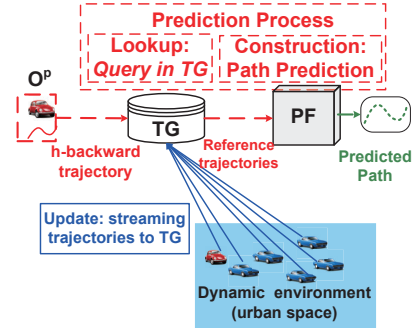 Prediction Process
Lookup:
Query in TG
Construction:
Path Prediction
Oᵖ
TG
PF
h-backward
trajectory
Reference
trajectories
Predicted
Path
Update: streaming
trajectories to TG
Dynamic environment
(urban space)